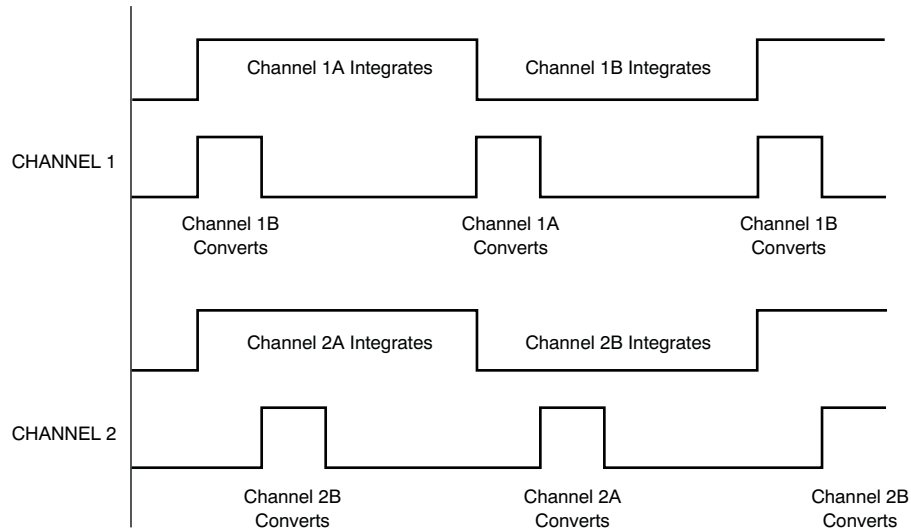 Channel 1A Integrates
Channel 1B Integrates
CHANNEL 1
Channel 1B
Converts
Channel 1A
Converts
Channel 1B
Converts
Channel 2A Integrates
Channel 2B Integrates
CHANNEL 2
Channel 2B
Converts
Channel 2A
Converts
Channel 2B
Converts